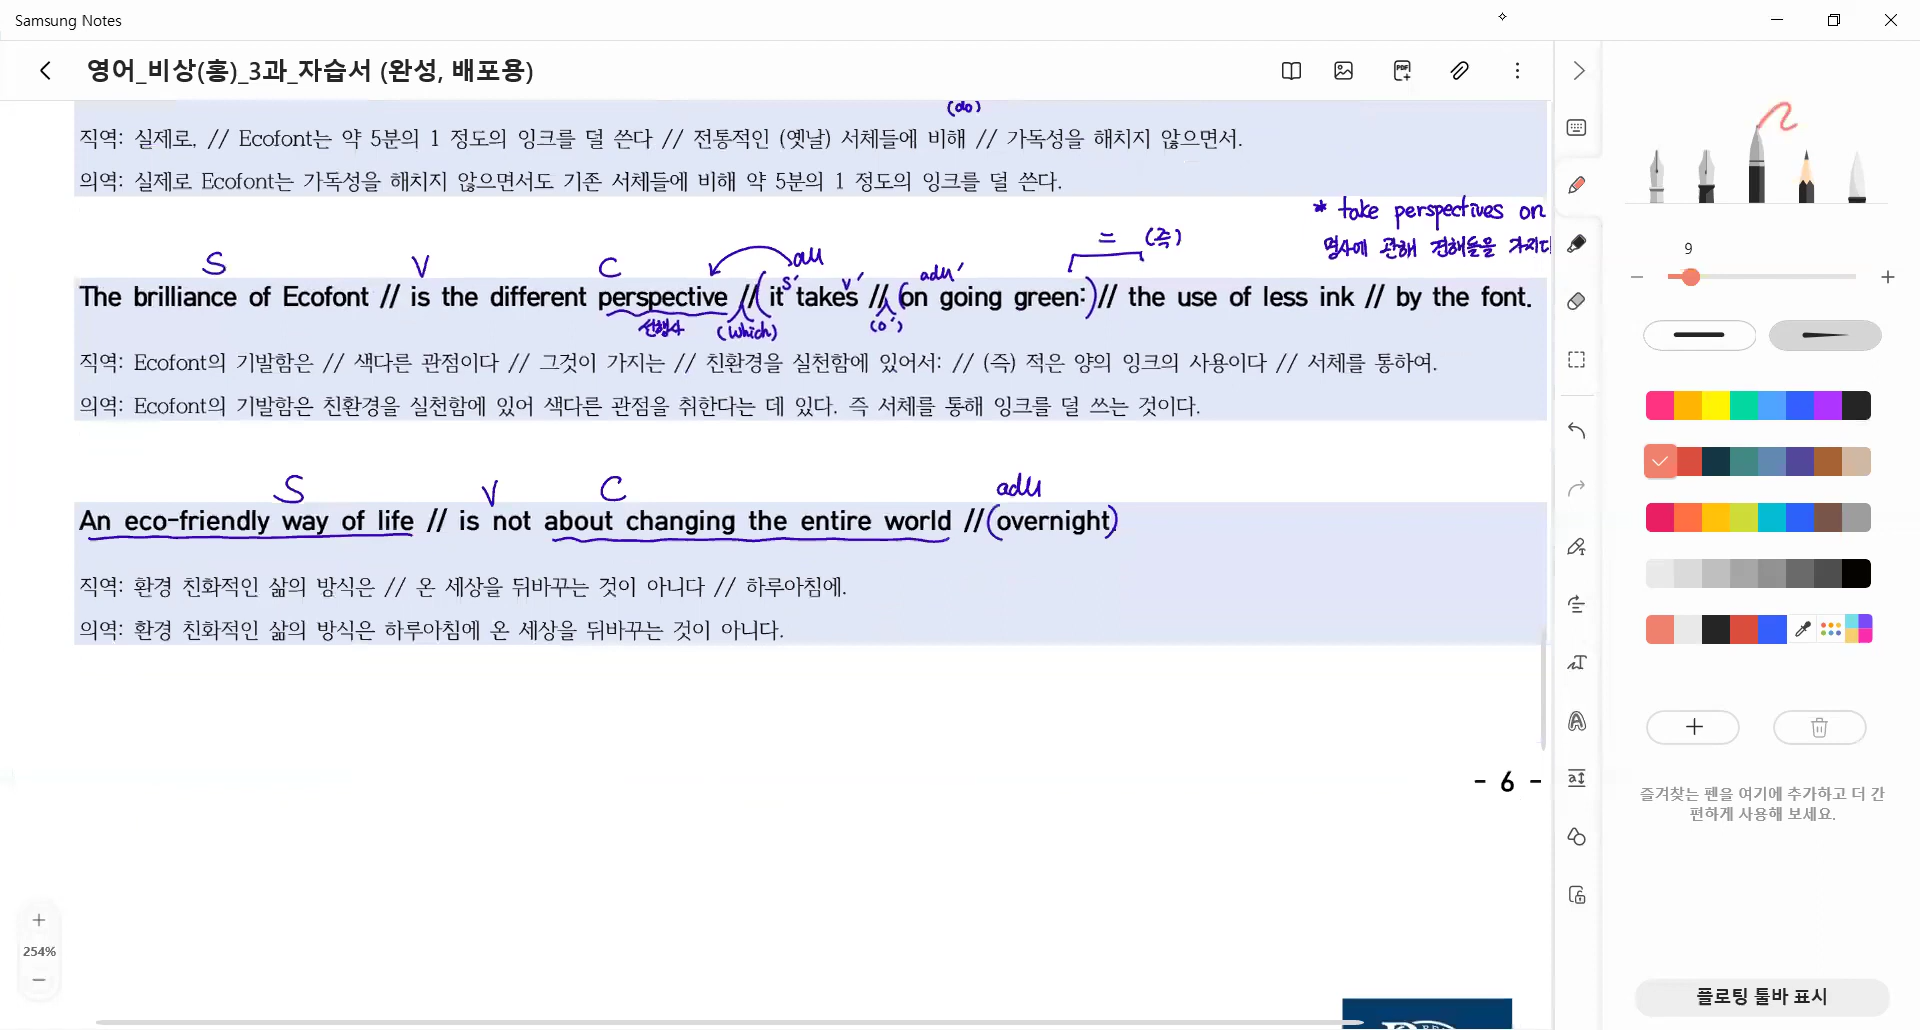 Samsung Notes
영어_비상(홍)_3과_자습서 (완성, 배포용)
(do)
직역: 실제로, // Ecofont는 약 5분의 1 정도의 잉크를 덜 쓴다 // 전통적인 (옛날) 서체들에 비해 // 가독성을 해치지 않으면서.
의역: 실제로 Ecofont는 가독성을 해치지 않으면서도 기존 서체들에 비해 약 5분의 1 정도의 잉크를 덜 쓴다.
* take perspectives on
명사에 관해 견해들을 가지다
= (즉)
S V C
S' V' adv'
The brilliance of Ecofont // is the different perspective // (it takes // (on going green:) // the use of less ink // by the font.
선행사 (which) (o')
직역: Ecofont의 기발함은 // 색다른 관점이다 // 그것이 가지는 // 친환경을 실천함에 있어서: // (즉) 적은 양의 잉크의 사용이다 // 서체를 통하여.
의역: Ecofont의 기발함은 친환경을 실천함에 있어 색다른 관점을 취한다는 데 있다. 즉 서체를 통해 잉크를 덜 쓰는 것이다.
S V C adv
An eco-friendly way of life // is not about changing the entire world // (overnight)
직역: 환경 친화적인 삶의 방식은 // 온 세상을 뒤바꾸는 것이 아니다 // 하루아침에.
의역: 환경 친화적인 삶의 방식은 하루아침에 온 세상을 뒤바꾸는 것이 아니다.
- 6 -
254%
9
즐겨찾는 펜을 여기에 추가하고 더 간
편하게 사용해 보세요.
플로팅 툴바 표시